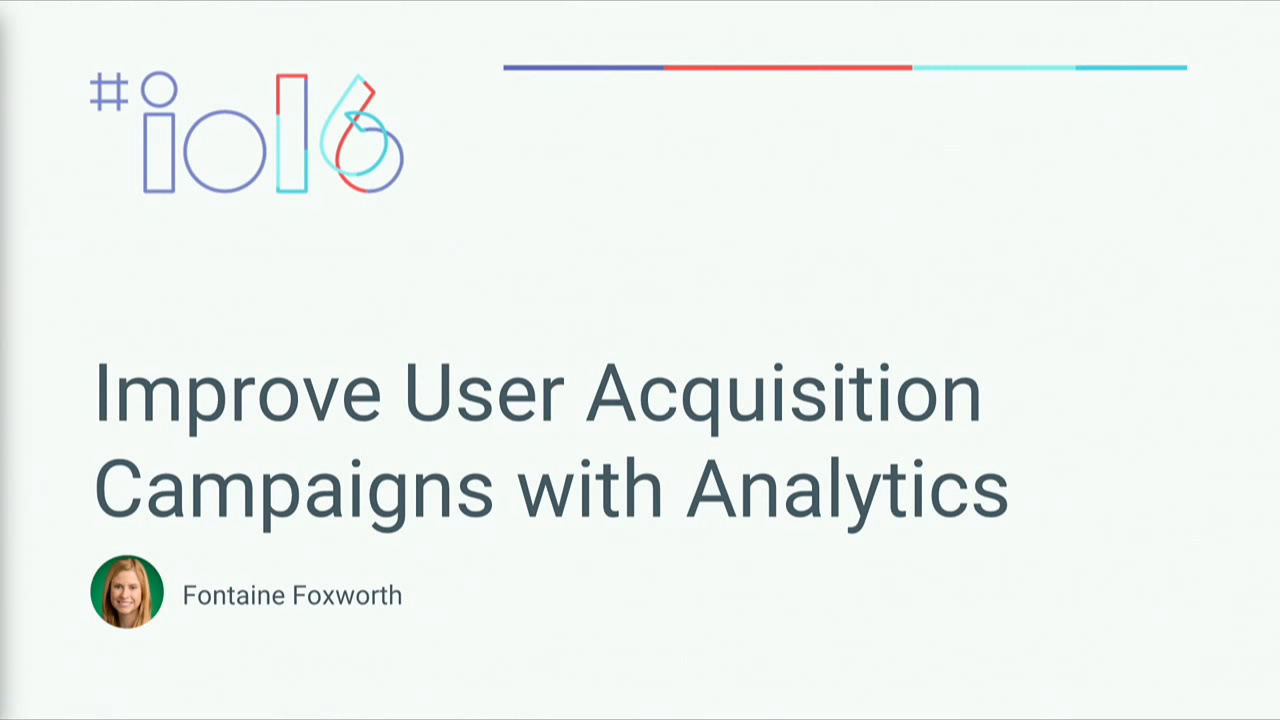 #io16
Improve User Acquisition
Campaigns with Analytics
Fontaine Foxworth